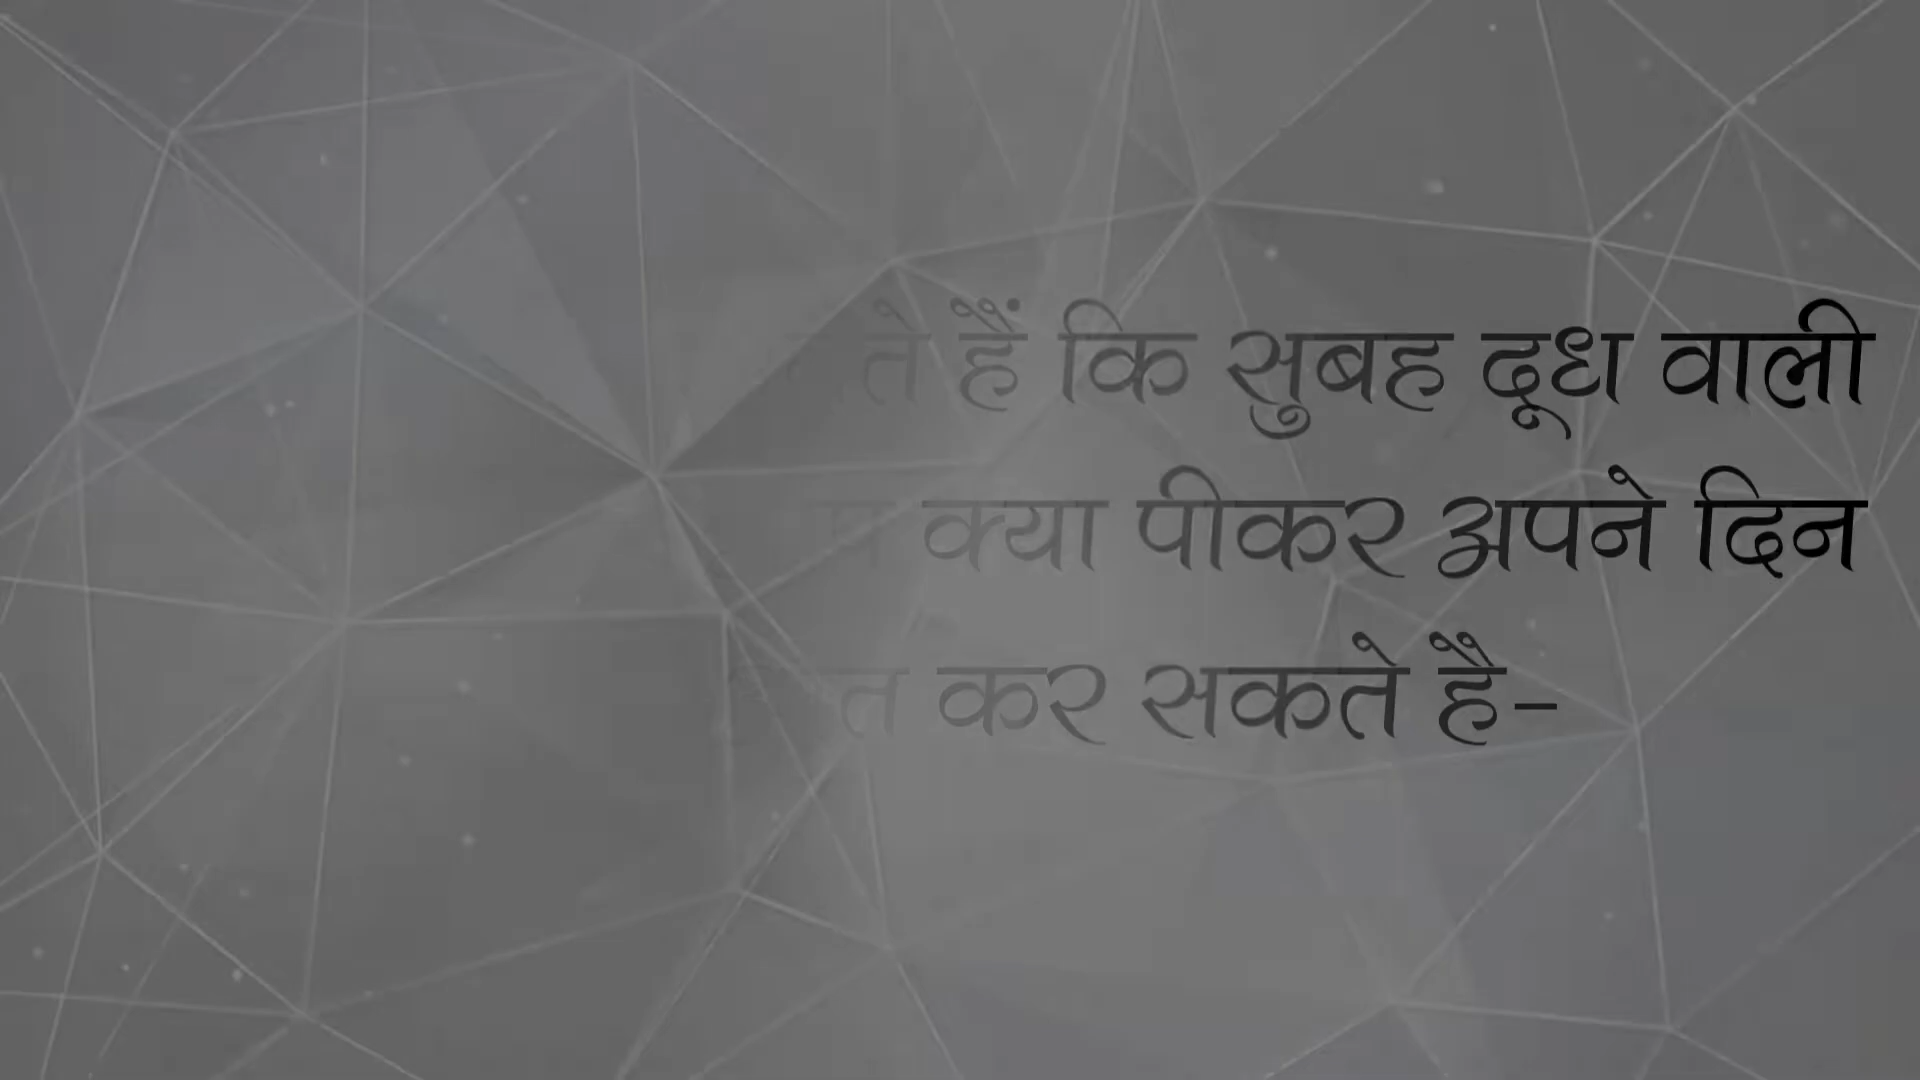 हैं कि सुबह दूध वाली
क्या पीकर अपने दिन
कर सकते है-